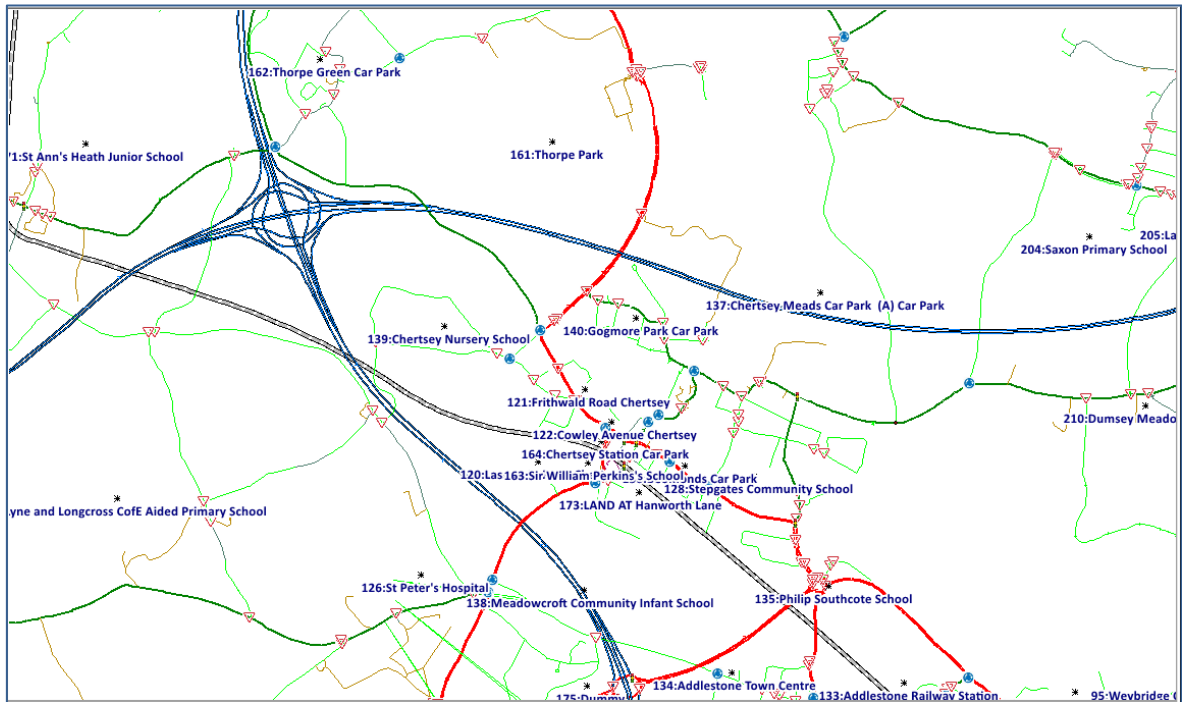 162:Thorpe Green Car Park
71:St Ann's Heath Junior School
161:Thorpe Park
205:La
204:Saxon Primary School
137:Chertsey Meads Car Park (A) Car Park
140:Gogmore Park Car Park
139:Chertsey Nursery School
121:Frithwald Road Chertsey
210:Dumsey Meado
122:Cowley Avenue Chertsey
164:Chertsey Station Car Park
120:Las
163:Sir William Perkins's School
nds Car Park
128:Stepgates Community School
173:LAND AT Hanworth Lane
yne and Longcross CofE Aided Primary School
126:St Peter's Hospital
138:Meadowcroft Community Infant School
135:Philip Southcote School
134:Addlestone Town Centre
175:Dummy
133:Addlestone Railway Station
95:Weybridge